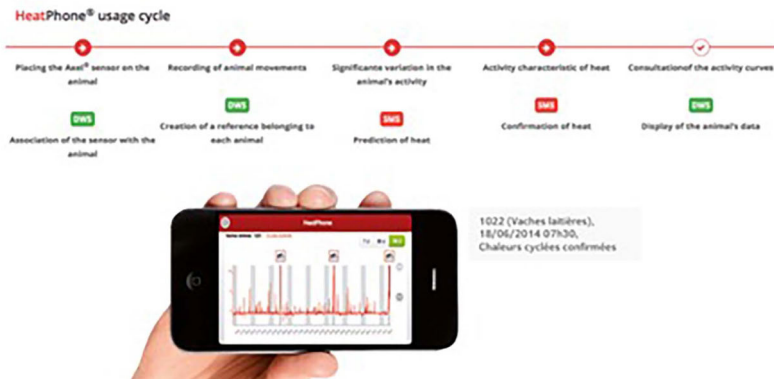 HeatPhone® usage cycle
Placing the Axel® sensor on the
animal
Recording of animal movements
Significante variation in the
animal's activity
Activity characteristic of heat
Consultationof the activity curves
DWS
Association of the sensor with the
animal
DWS
Creation of a reference belonging to
each animal
SMS
Prediction of heat
SMS
Confirmation of heat
DWS
Display of the animal's data
HeatPhone
1022 (Vaches laitières),
18/06/2014 07h30,
Chaleurs cyclées confirmées